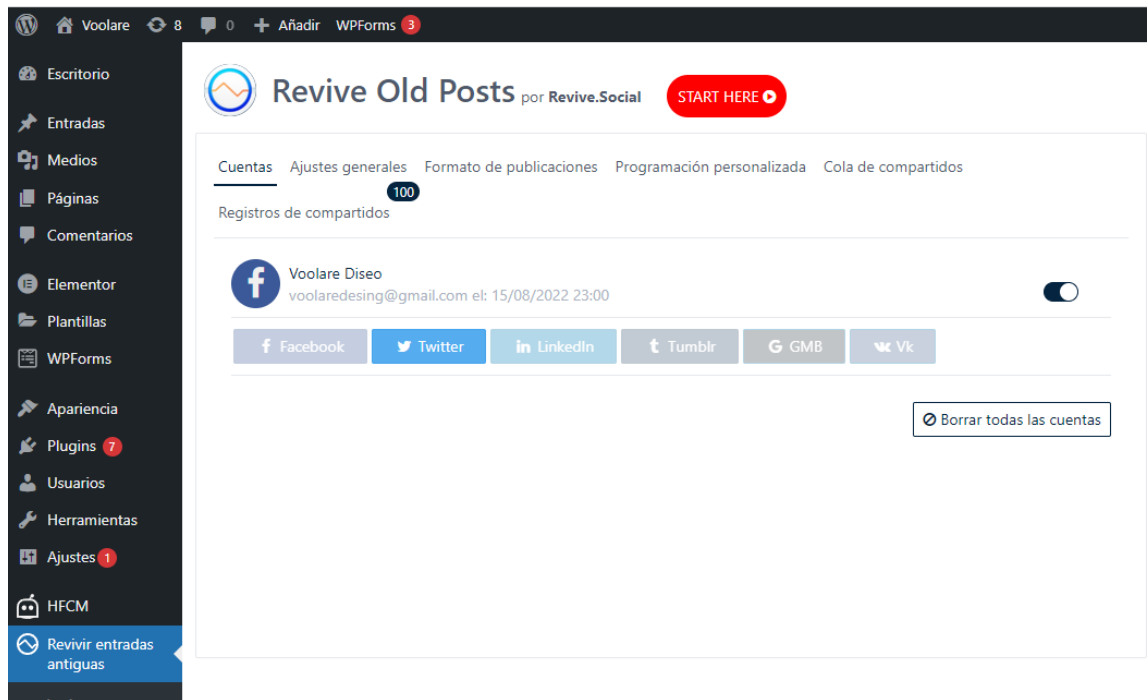 Voolare 8 0 + Añadir WPForms 3
Escritorio
Entradas
Medios
Páginas
Comentarios
Elementor
Plantillas
WPForms
Apariencia
Plugins 7
Usuarios
Herramientas
Ajustes 1
HFCM
Revivir entradas
antiguas
Revive Old Posts por Revive.Social START HERE
Cuentas Ajustes generales Formato de publicaciones Programación personalizada Cola de compartidos
100
Registros de compartidos
Voolare Diseo
voolaredesing@gmail.com el: 15/08/2022 23:00
Facebook Twitter LinkedIn Tumblr GMB Vk
Borrar todas las cuentas